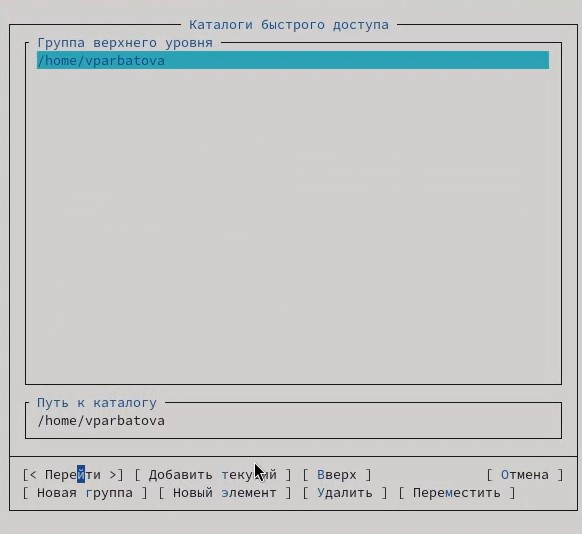 Каталоги быстрого доступа
Группа верхнего уровня
/home/vparbatova
Путь к каталогу
/home/vparbatova
[< Перейти >] [ Добавить текущий ] [ Вверх ] [ Отмена ]
[ Новая группа ] [ Новый элемент ] [ Удалить ] [ Переместить ]